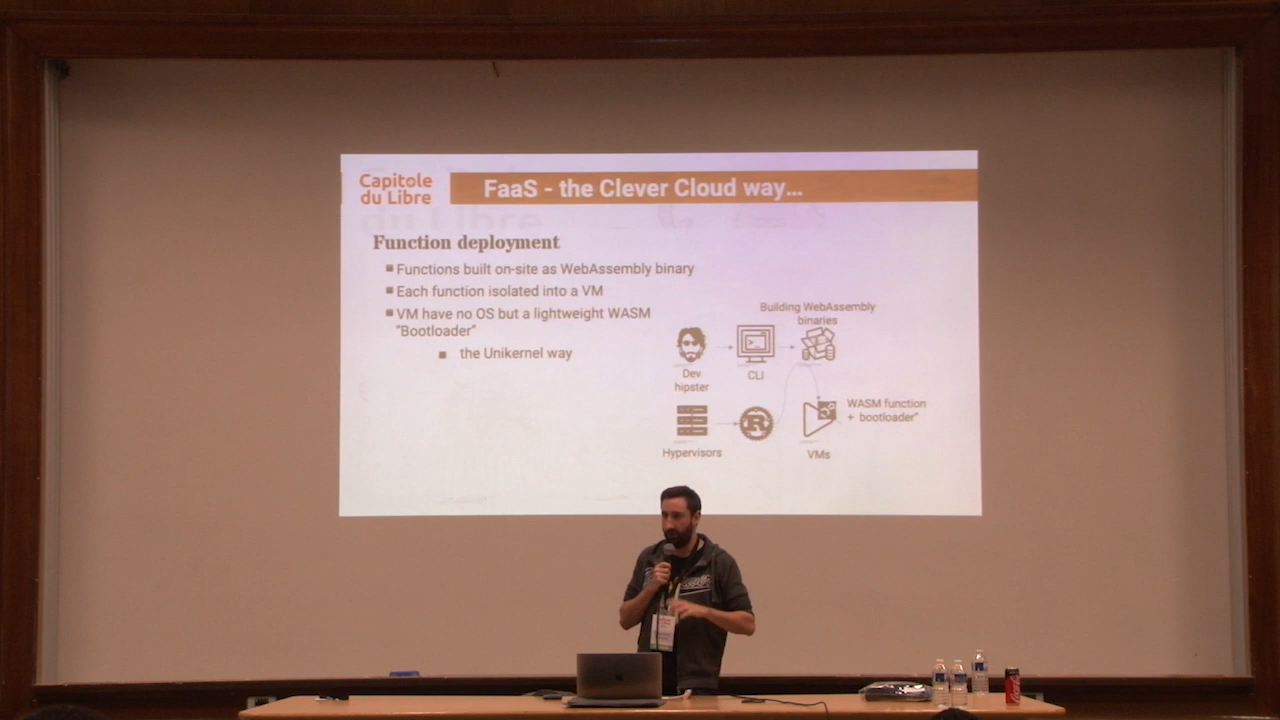 Capitole
du Libre
FaaS - the Clever Cloud way...
Function deployment
Functions built on-site as WebAssembly binary
Each function isolated into a VM
VM have no OS but a lightweight WASM
"Bootloader"
the Unikernel way
Building WebAssembly
binaries
Dev
hipster
CLI
WASM function
+ bootloader"
Hypervisors
R
VMs